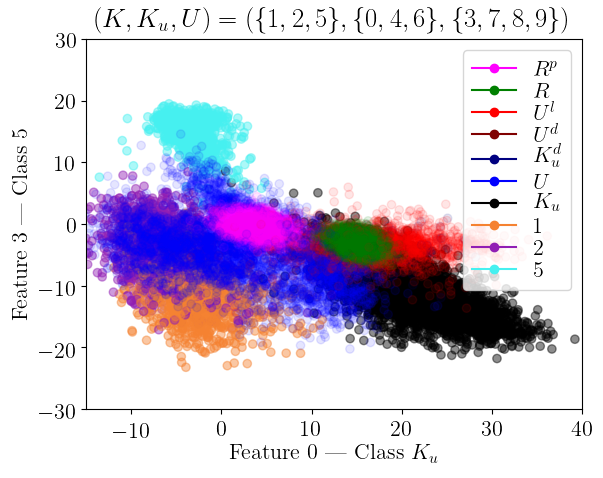 (K, K_u, U) = ({1, 2, 5}, {0, 4, 6}, {3, 7, 8, 9})
30
20
10
0
−10
−20
−30
Feature 3 — Class 5
−10
0
10
20
30
40
Feature 0 — Class K_u
R^p
R
U^l
U^d
K_u^d
U
K_u
1
2
5